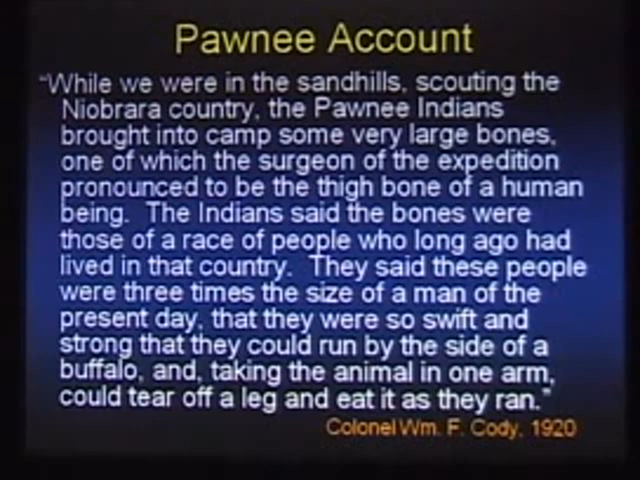 Pawnee Account
"While we were in the sandhills, scouting the
Niobrara country, the Pawnee Indians
brought into camp some very large bones,
one of which the surgeon of the expedition
pronounced to be the thigh bone of a human
being. The Indians said the bones were
those of a race of people who long ago had
lived in that country. They said these people
were three times the size of a man of the
present day, that they were so swift and
strong that they could run by the side of a
buffalo, and, taking the animal in one arm,
could tear off a leg and eat it as they ran."
Colonel Wm. F. Cody, 1920